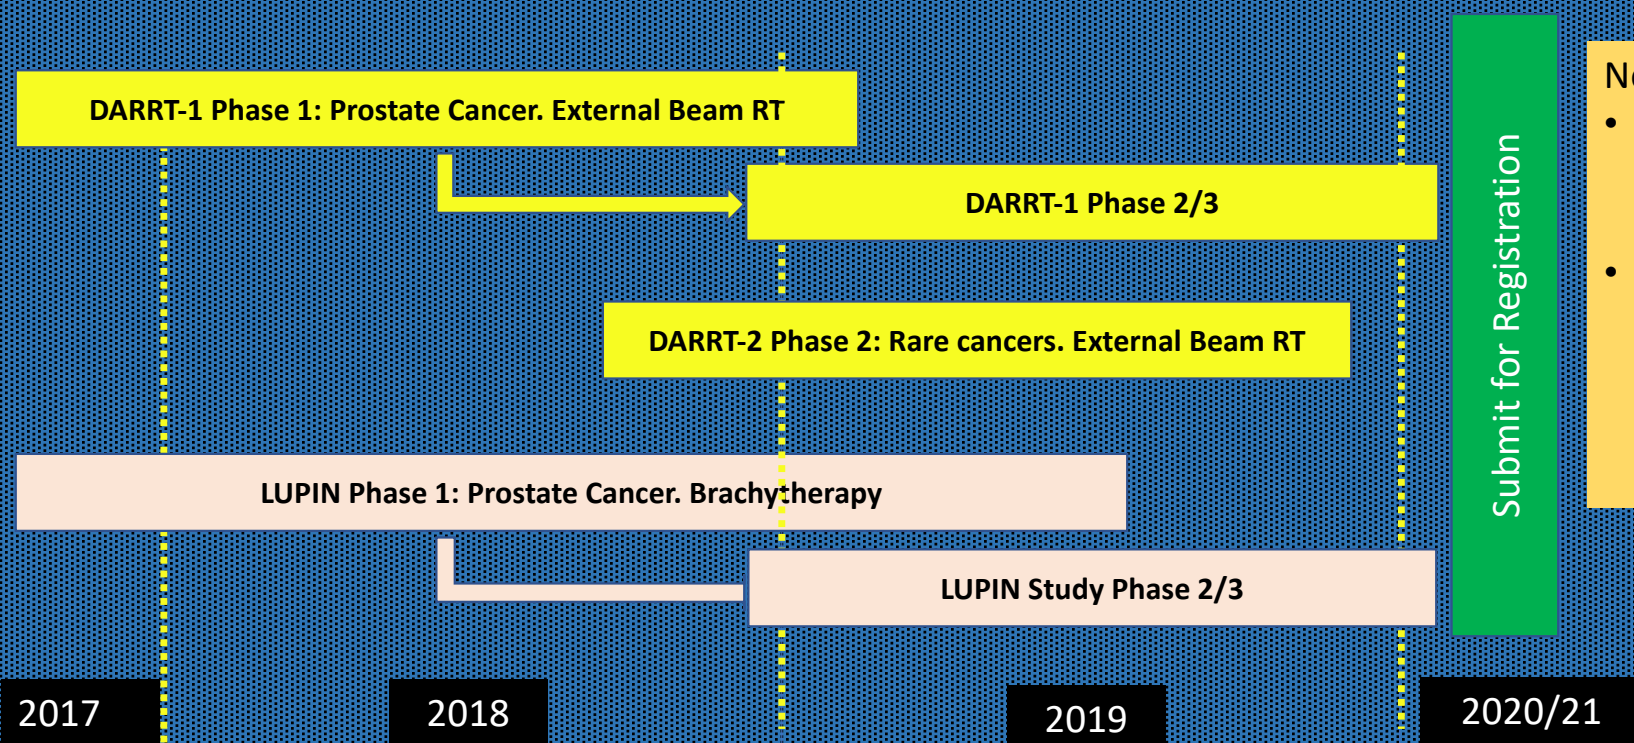 DARRT-1 Phase 1: Prostate Cancer. External Beam RT
DARRT-1 Phase 2/3
DARRT-2 Phase 2: Rare cancers. External Beam RT
LUPIN Phase 1: Prostate Cancer. Brachytherapy
LUPIN Study Phase 2/3
Submit for Registration
2017
2018
2019
2020/21